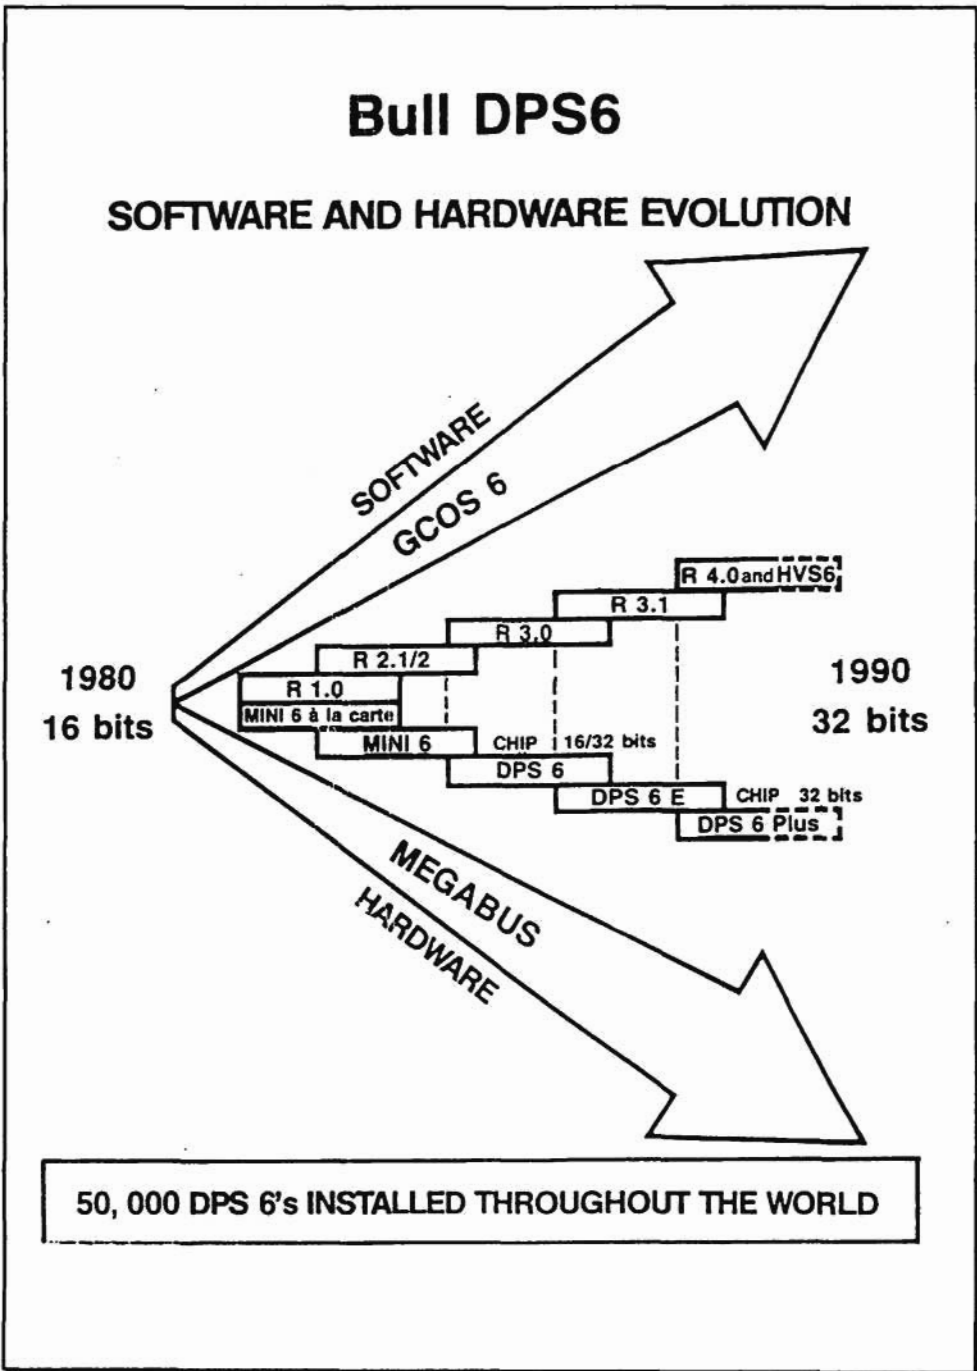 Bull DPS6
SOFTWARE AND HARDWARE EVOLUTION
SOFTWARE
GCOS 6
R 4.0 and HVS6
R 3.1
R 3.0
R 2.1/2
1980
16 bits
R 1.0
MINI 6 à la carte
1990
32 bits
MINI 6
CHIP 16/32 bits
DPS 6
DPS 6 E
CHIP 32 bits
DPS 6 Plus
MEGABUS
HARDWARE
50, 000 DPS 6's INSTALLED THROUGHOUT THE WORLD